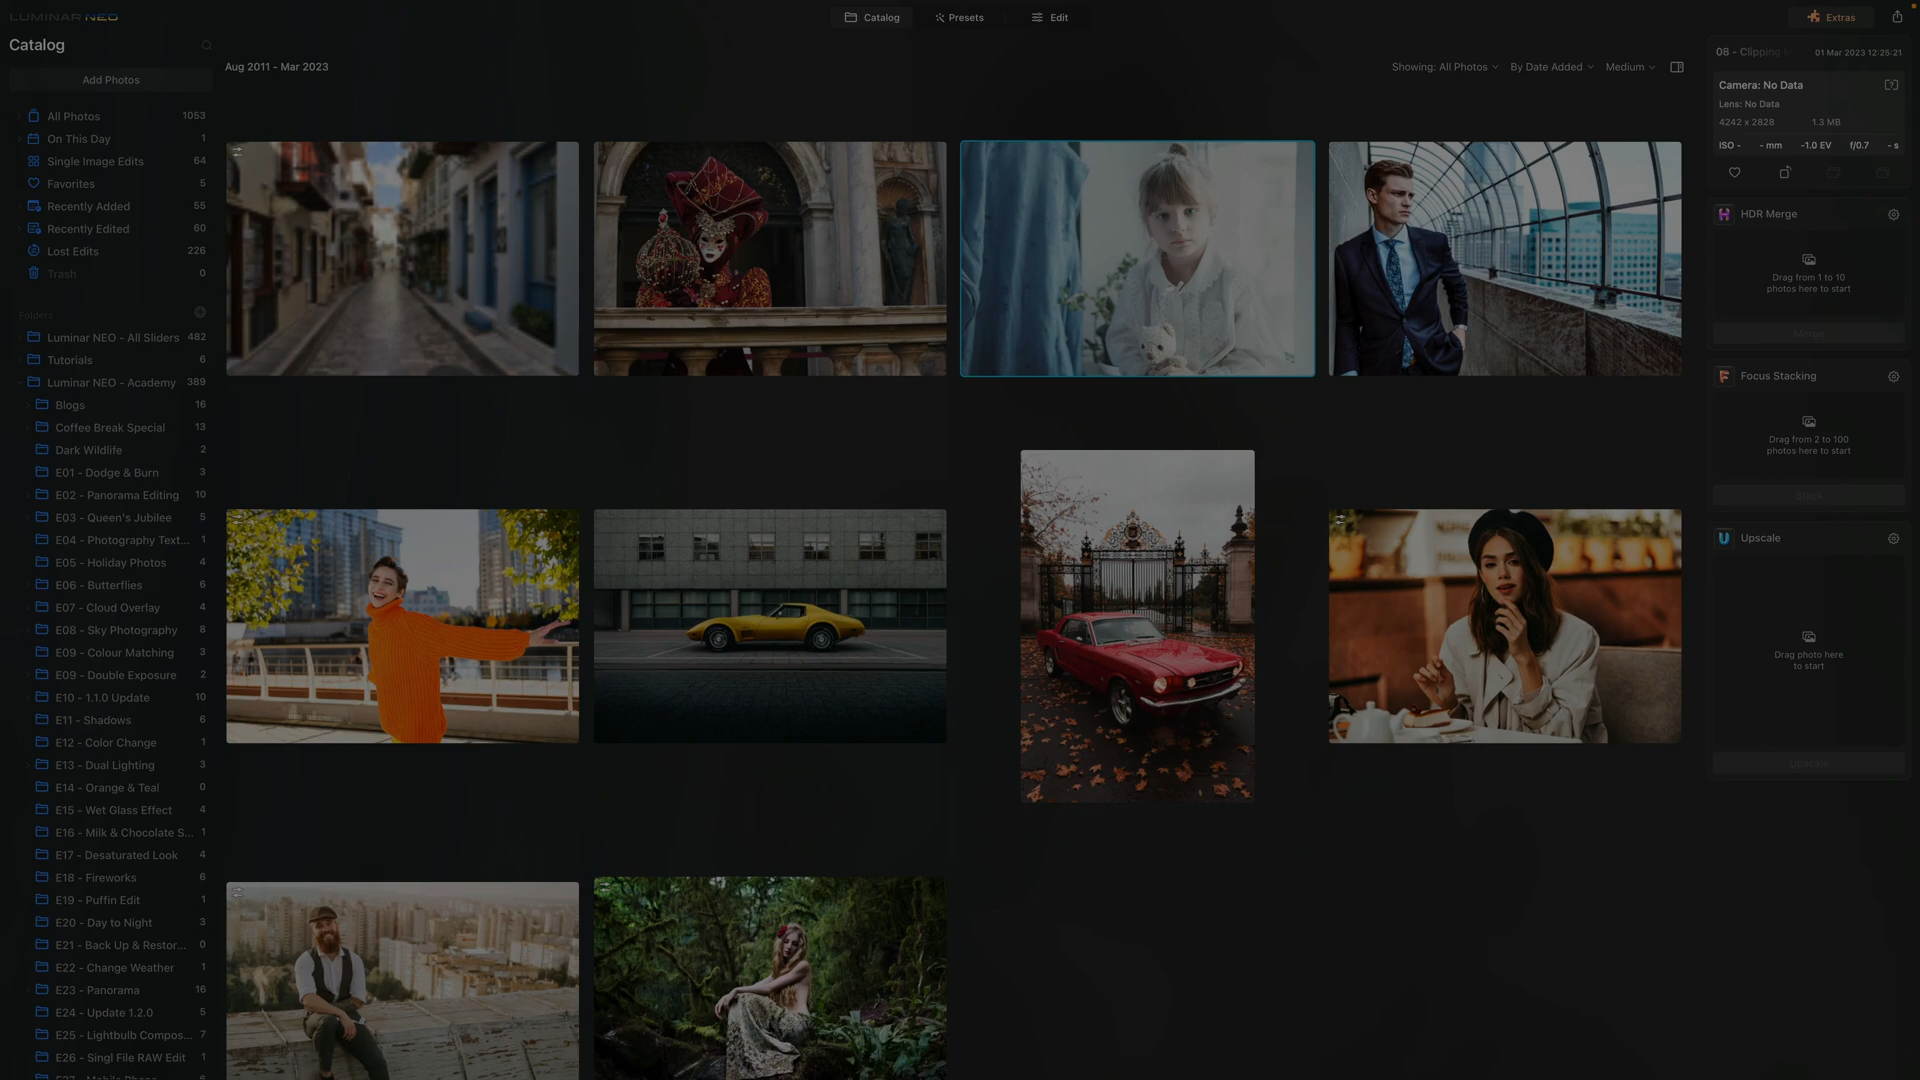 LUMINAR NEO
Catalog
Presets
Edit
Extras
Catalog
Add Photos
All Photos 1053
On This Day 1
Single Image Edits 64
Favorites 5
Recently Added 55
Recently Edited 60
Lost Edits 226
Trash 0
Folders
Luminar NEO - All Sliders 482
Tutorials 6
Luminar NEO - Academy 389
Blogs 16
Coffee Break Special 13
Dark Wildlife 2
E01 - Dodge & Burn 3
E02 - Panorama Editing 10
E03 - Queen's Jubilee 5
E04 - Photography Text... 1
E05 - Holiday Photos 4
E06 - Butterflies 6
E07 - Cloud Overlay 4
E08 - Sky Photography 8
E09 - Colour Matching 3
E09 - Double Exposure 2
E10 - 1.1.0 Update 10
E11 - Shadows 6
E12 - Color Change 1
E13 - Dual Lighting 3
E14 - Orange & Teal 0
E15 - Wet Glass Effect 4
E16 - Milk & Chocolate S... 1
E17 - Desaturated Look 4
E18 - Fireworks 6
E19 - Puffin Edit 1
E20 - Day to Night 3
E21 - Back Up & Restor... 0
E22 - Change Weather 1
E23 - Panorama 16
E24 - Update 1.2.0 5
E25 - Lightbulb Compos... 7
E26 - Singl File RAW Edit 1
Aug 2011 - Mar 2023
Showing: All Photos
By Date Added
Medium
08 - Clipping
01 Mar 2023 12:25:21
Camera: No Data
Lens: No Data
4242 x 2828 1.3 MB
ISO - - mm -1.0 EV f/0.7 - s
HDR Merge
Drag from 1 to 10
photos here to start
Merge
Focus Stacking
Drag from 2 to 100
photos here to start
Stack
Upscale
Drag photo here
to start
Upscale